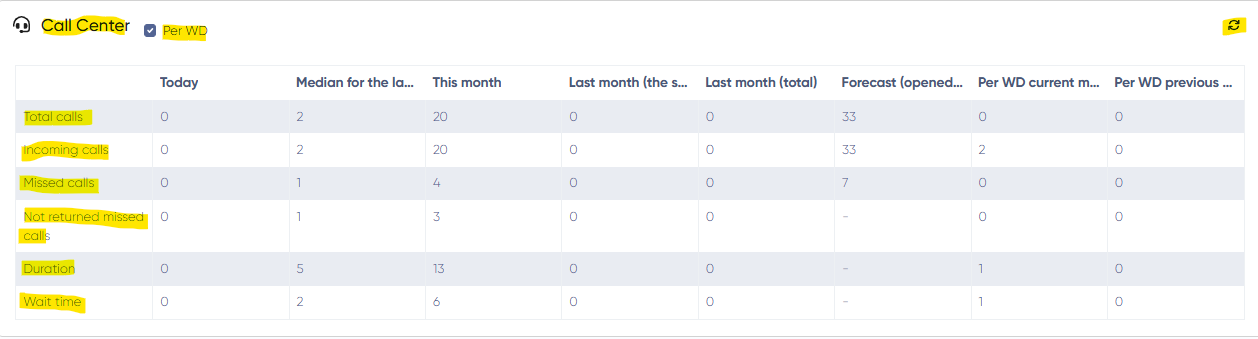 Call Center Per WD
Today Median for the la... This month Last month (the s... Last month (total) Forecast (opened... Per WD current m... Per WD previous ...
Total calls 0 2 20 0 0 33 0 0
Incoming calls 0 2 20 0 0 33 2 0
Missed calls 0 1 4 0 0 7 0 0
Not returned missed 0 1 3 0 0 - 0 0
calls
Duration 0 5 13 0 0 - 1 0
Wait time 0 2 6 0 0 - 1 0